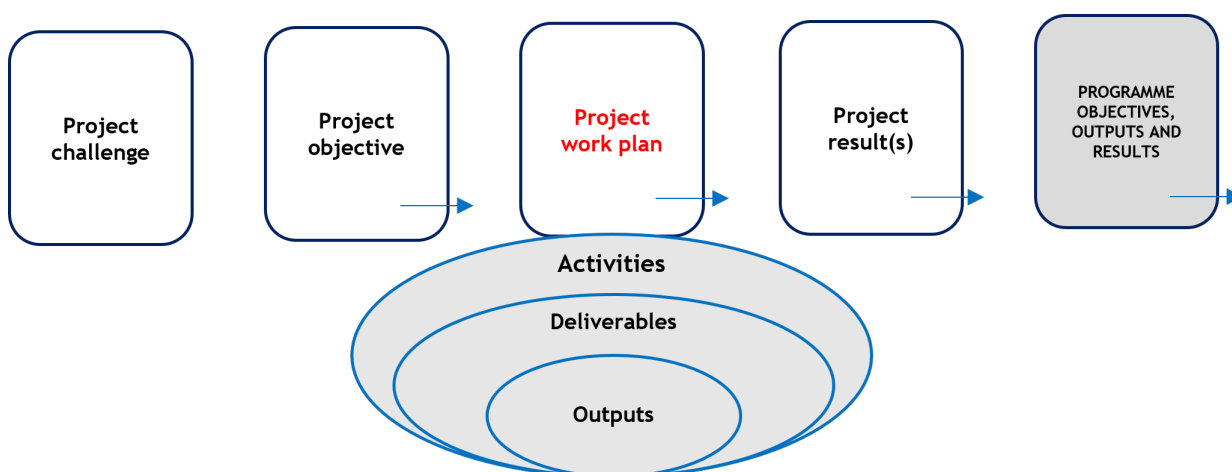 Project
challenge
Project
objective
Project
work plan
Project
result(s)
PROGRAMME
OBJECTIVES,
OUTPUTS AND
RESULTS
Activities
Deliverables
Outputs